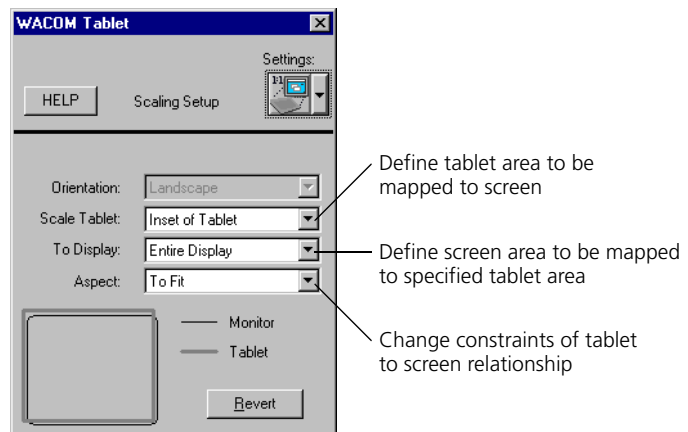 WACOM Tablet
Settings:
1:1
HELP
Scaling Setup
Orientation: Landscape
Scale Tablet: Inset of Tablet
To Display: Entire Display
Aspect: To Fit
Monitor
Tablet
Revert
Define tablet area to be
mapped to screen
Define screen area to be mapped
to specified tablet area
Change constraints of tablet
to screen relationship